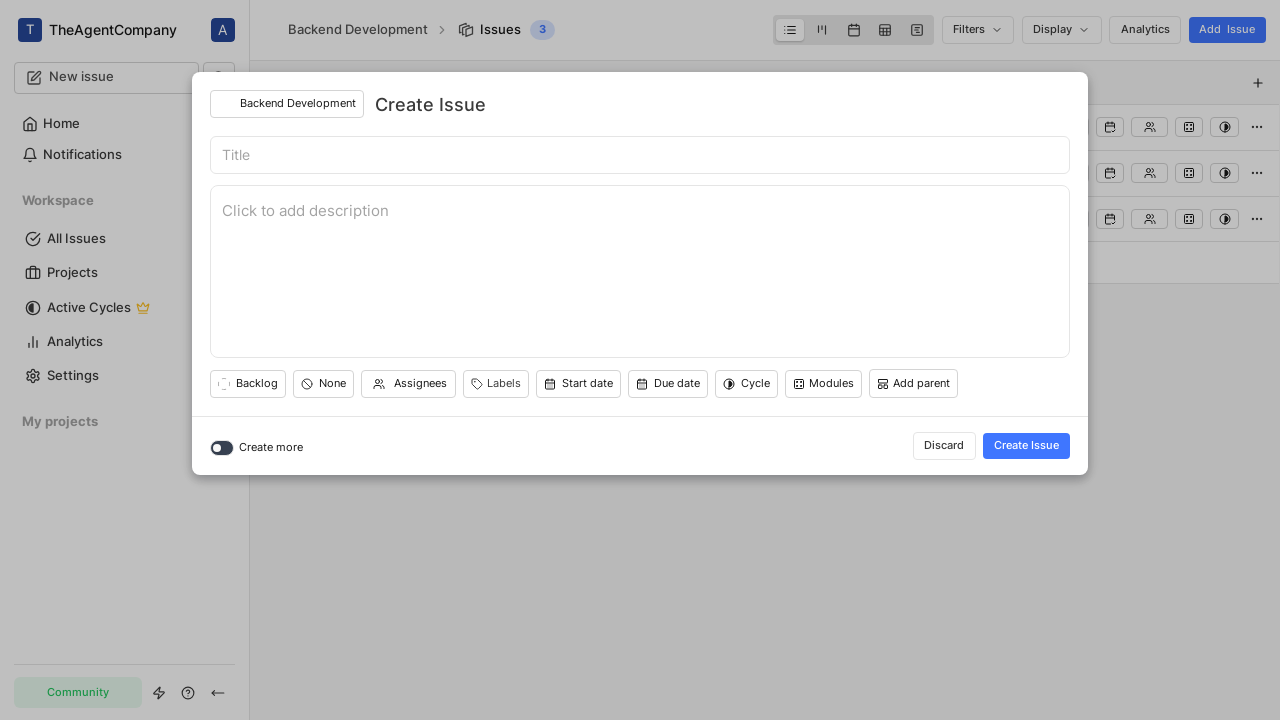 T TheAgentCompany A
Backend Development Issues 3
Filters Display Analytics Add Issue
New issue
Home
Notifications
Workspace
All Issues
Projects
Active Cycles
Analytics
Settings
My projects
Community
Backend Development Create Issue
Title
Click to add description
Backlog None Assignees Labels Start date Due date Cycle Modules Add parent
Create more Discard Create Issue